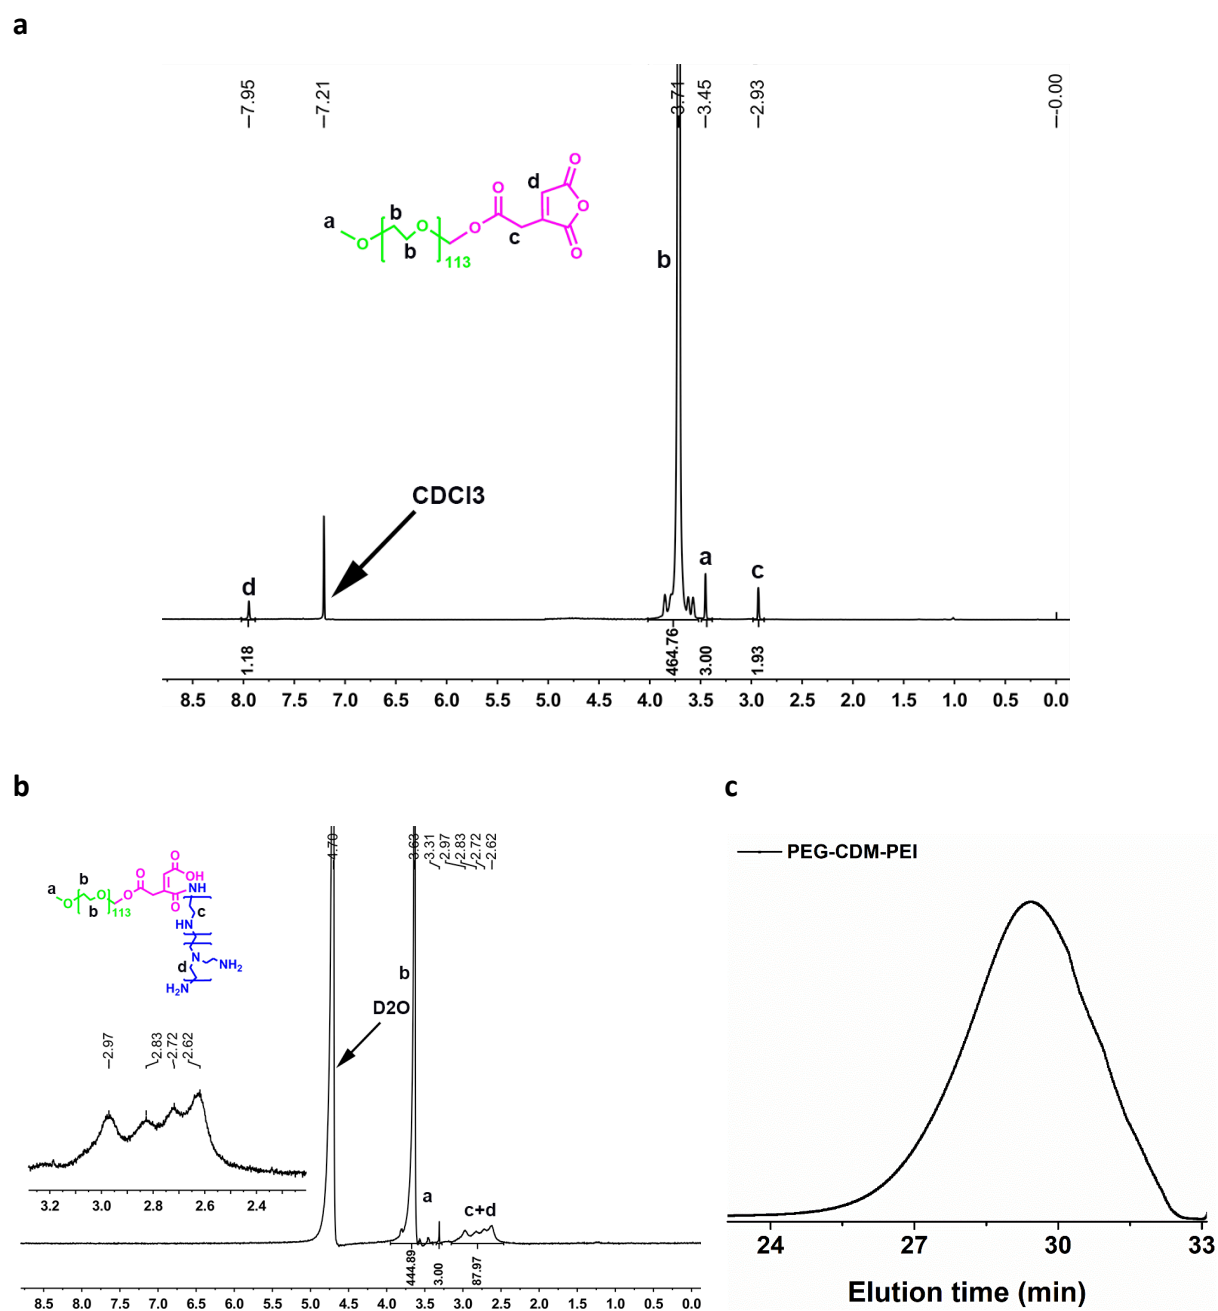 a
7.95
7.21
3.71
3.45
2.93
0.00
a
O
b
b
O
113
O
O
c
d
O
O
O
b
CDCl3
d
a
c
1.18
464.76
3.00
1.93
8.5 8.0 7.5 7.0 6.5 6.0 5.5 5.0 4.5 4.0 3.5 3.0 2.5 2.0 1.5 1.0 0.5 0.0
b
4.70
3.63
3.31
2.97
2.83
2.72
2.62
a
O
b
b
O
113
O
O
O
OH
O
NH
c
HN
N
NH2
d
H2N
b
D2O
2.97
2.83
2.72
2.62
3.2 3.0 2.8 2.6 2.4
a
c+d
444.89
3.00
87.97
8.5 8.0 7.5 7.0 6.5 6.0 5.5 5.0 4.5 4.0 3.5 3.0 2.5 2.0 1.5 1.0 0.5 0.0
c
PEG-CDM-PEI
24 27 30 33
Elution time (min)